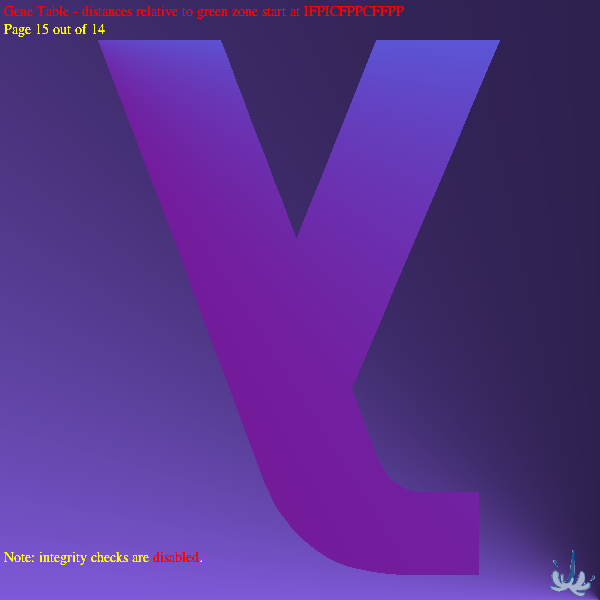 Gene Table - distances relative to green zone start at IFPICFPPCFFPP
Page 15 out of 14
Note: integrity checks are disabled.